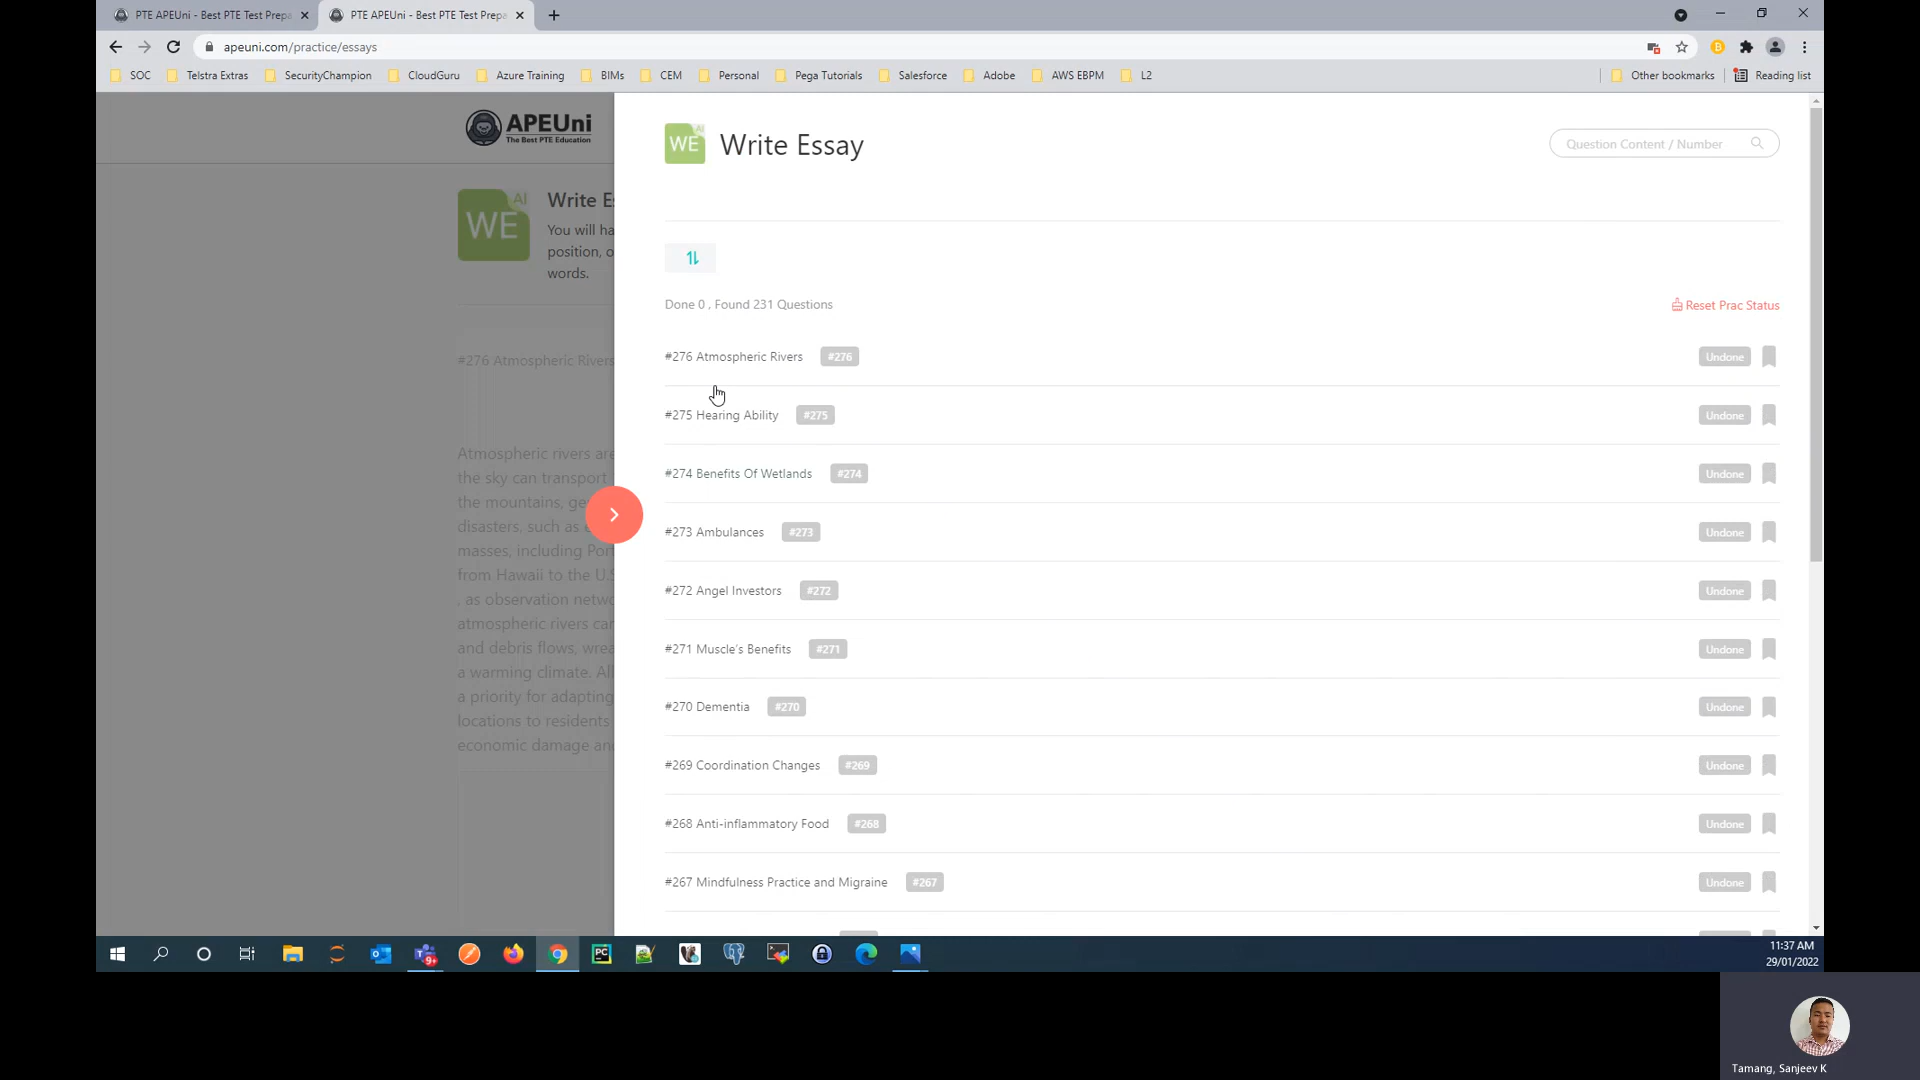 PTE APEUni - Best PTE Test Prepa
PTE APEUni - Best PTE Test Prepa
apeuni.com/practice/essays
SOC
Telstra Extras
SecurityChampion
CloudGuru
Azure Training
BIMs
CEM
Personal
Pega Tutorials
Salesforce
Adobe
AWS EBPM
L2
Other bookmarks
Reading list
APEUni
The Best PTE Education
WE AI
Write Essay
Question Content / Number
WE AI
Write E
You will ha
position, o
words.
Done 0 , Found 231 Questions
Reset Prac Status
#276 Atmospheric Rivers #276 Undone
#275 Hearing Ability #275 Undone
#274 Benefits Of Wetlands #274 Undone
#273 Ambulances #273 Undone
#272 Angel Investors #272 Undone
#271 Muscle's Benefits #271 Undone
#270 Dementia #270 Undone
#269 Coordination Changes #269 Undone
#268 Anti-inflammatory Food #268 Undone
#267 Mindfulness Practice and Migraine #267 Undone
#276 Atmospheric Rivers
Atmospheric rivers are
the sky can transport
the mountains, ge
disasters, such as
masses, including Por
from Hawaii to the U.S
, as observation netwo
atmospheric rivers can
and debris flows, wrea
a warming climate. All
a priority for adapting
locations to residents
economic damage and
11:37 AM
29/01/2022
Tamang, Sanjeev K